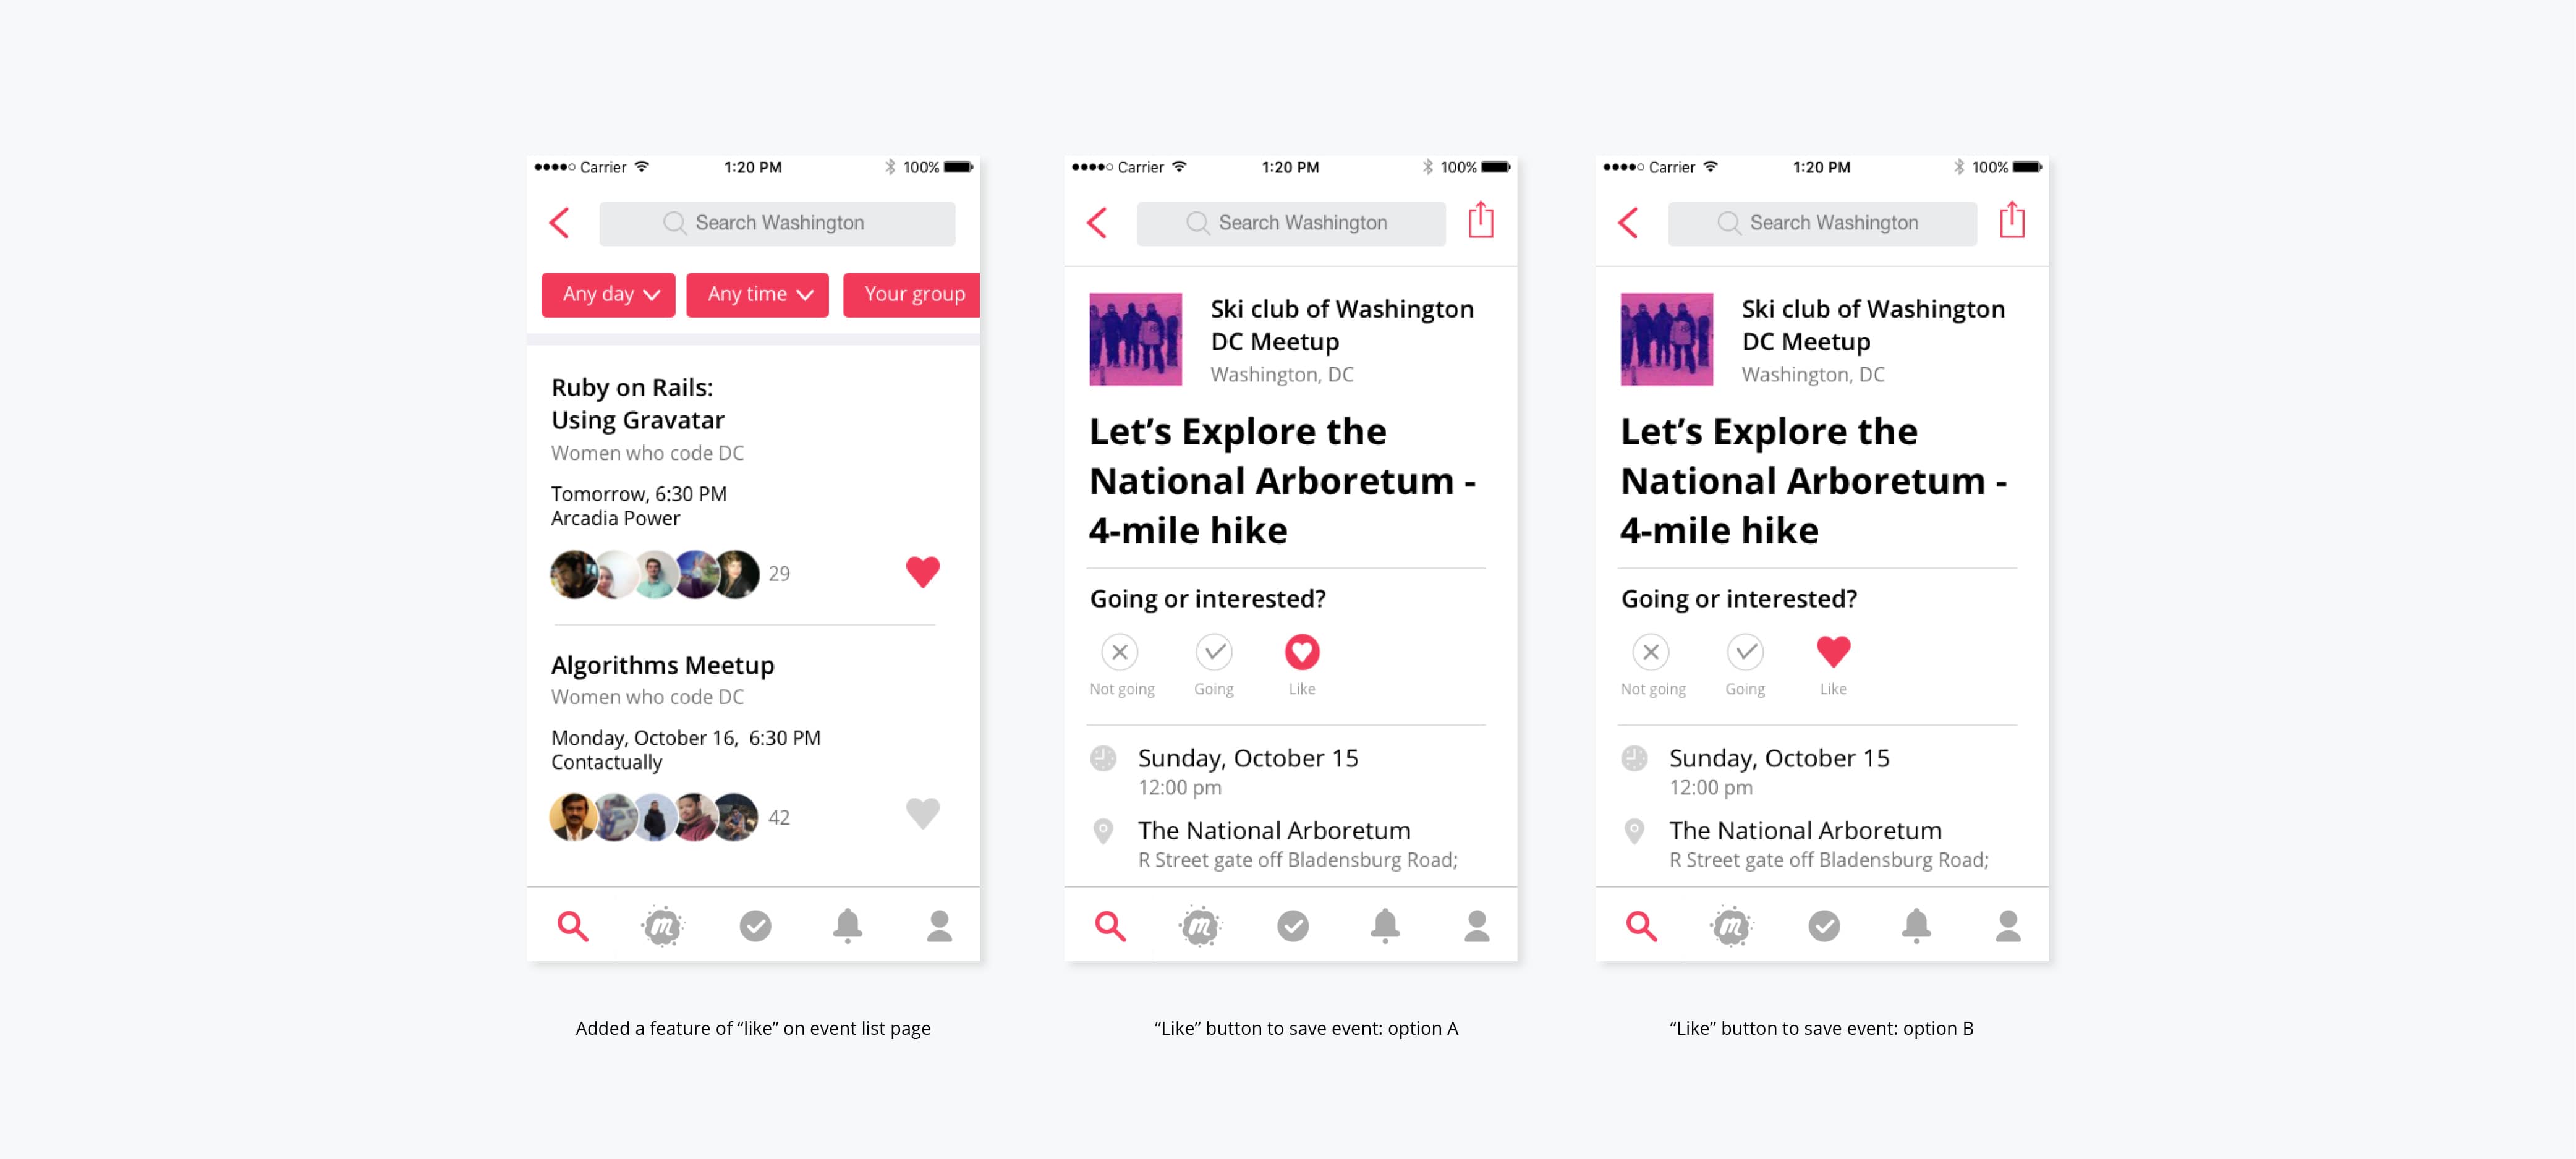 Carrier 1:20 PM 100%
Search Washington
Any day Any time Your group
Ruby on Rails:
Using Gravatar
Women who code DC
Tomorrow, 6:30 PM
Arcadia Power
29
Algorithms Meetup
Women who code DC
Monday, October 16, 6:30 PM
Contactually
42
m
Added a feature of “like” on event list page
Carrier 1:20 PM 100%
Search Washington
Ski club of Washington
DC Meetup
Washington, DC
Let’s Explore the
National Arboretum -
4-mile hike
Going or interested?
Not going Going Like
Sunday, October 15
12:00 pm
The National Arboretum
R Street gate off Bladensburg Road;
m
“Like” button to save event: option A
Carrier 1:20 PM 100%
Search Washington
Ski club of Washington
DC Meetup
Washington, DC
Let’s Explore the
National Arboretum -
4-mile hike
Going or interested?
Not going Going Like
Sunday, October 15
12:00 pm
The National Arboretum
R Street gate off Bladensburg Road;
m
“Like” button to save event: option B